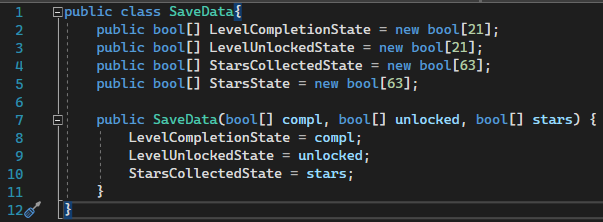 1 public class SaveData{
2 public bool[] LevelCompletionState = new bool[21];
3 public bool[] LevelUnlockedState = new bool[21];
4 public bool[] StarsCollectedState = new bool[63];
5 public bool[] StarsState = new bool[63];
6
7 public SaveData(bool[] compl, bool[] unlocked, bool[] stars) {
8 LevelCompletionState = compl;
9 LevelUnlockedState = unlocked;
10 StarsCollectedState = stars;
11 }
12 }